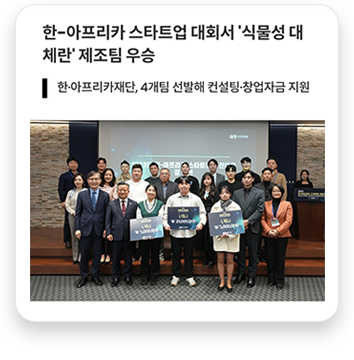 한-아프리카 스타트업 대회서 '식물성 대
체란' 제조팀 우승
한·아프리카재단, 4개팀 선발해 컨설팅·창업자금 지원